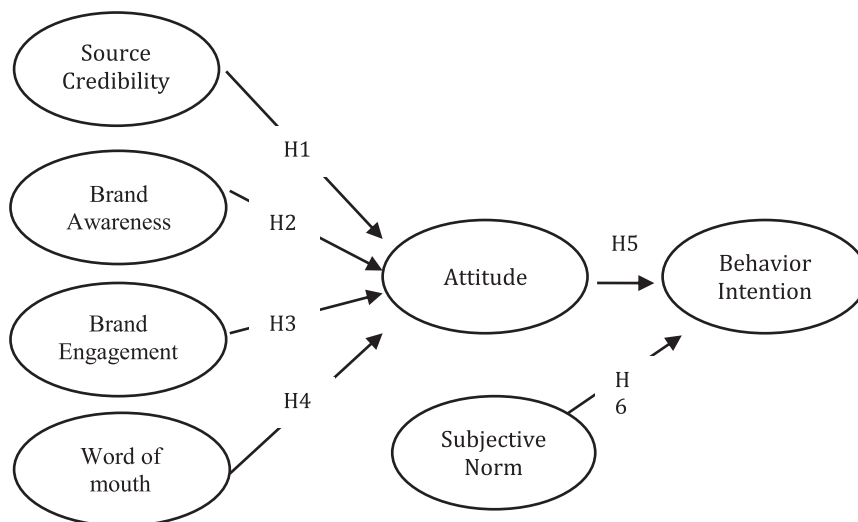 Source
Credibility
H1
Brand
Awareness
H2
Brand
Engagement
H3
Word of
mouth
H4
Attitude
H5
Behavior
Intention
Subjective
Norm
H
6